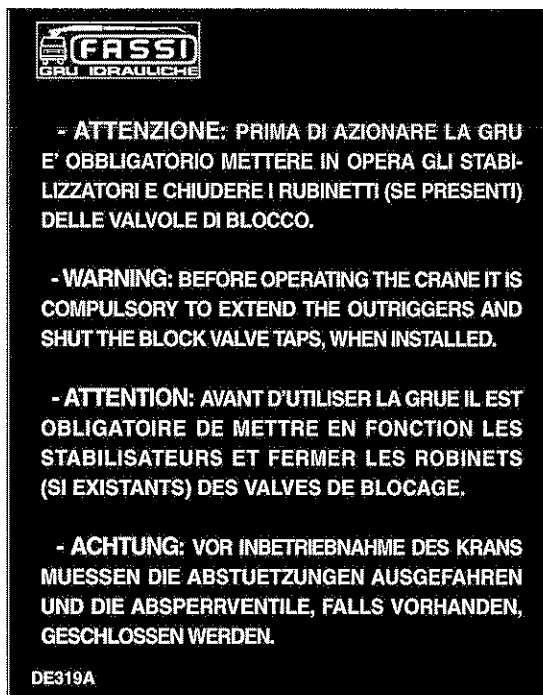 FASSI
GRU IDRAULICHE
- ATTENZIONE: PRIMA DI AZIONARE LA GRU
E' OBBLIGATORIO METTERE IN OPERA GLI STABI-
LIZZATORI E CHIUDERE I RUBINETTI (SE PRESENTI)
DELLE VALVOLE DI BLOCCO.
- WARNING: BEFORE OPERATING THE CRANE IT IS
COMPULSORY TO EXTEND THE OUTRIGGERS AND
SHUT THE BLOCK VALVE TAPS, WHEN INSTALLED.
- ATTENTION: AVANT D'UTILISER LA GRUE IL EST
OBLIGATOIRE DE METTRE EN FONCTION LES
STABILISATEURS ET FERMER LES ROBINETS
(SI EXISTANTS) DES VALVES DE BLOCAGE.
- ACHTUNG: VOR INBETRIEBNAHME DES KRANS
MUESSEN DIE ABSTUETZUNGEN AUSGEFAHREN
UND DIE ABSPERRVENTILE, FALLS VORHANDEN,
GESCHLOSSEN WERDEN.
DE319A